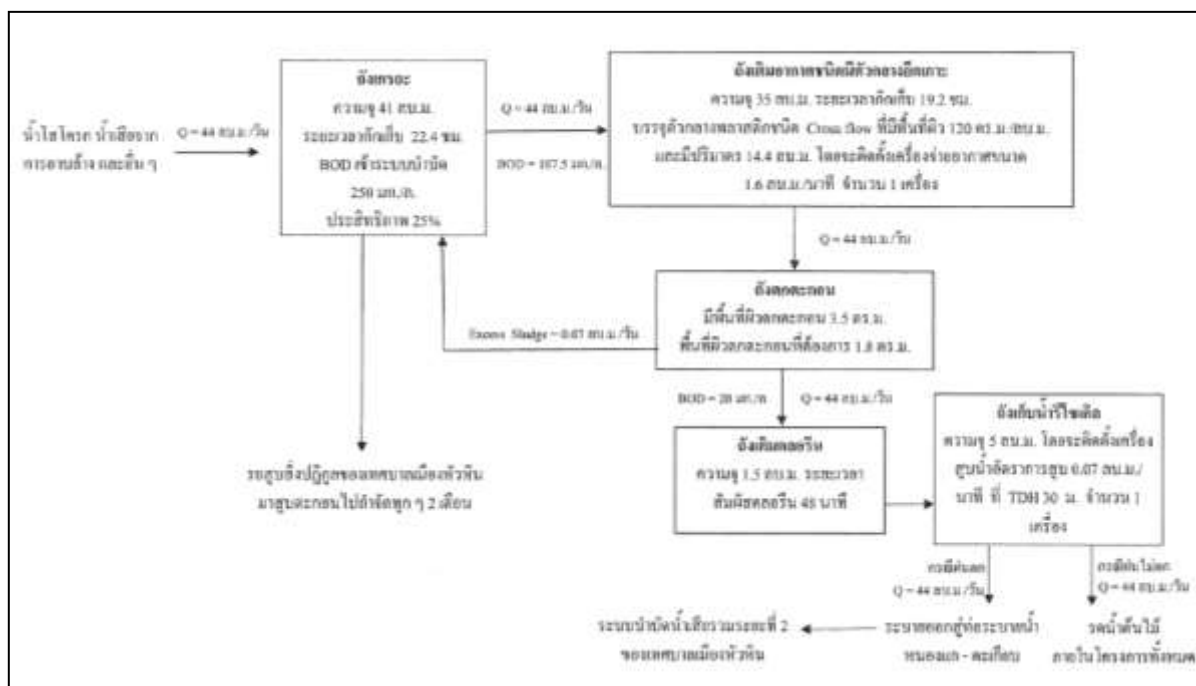 น้ำโสโครก น้ำเสียจาก
การอาบล้าง และอื่น ๆ
Q = 44 ลบ.ม./วัน
ถังเกรอะ
ความจุ 41 ลบ.ม.
ระยะเวลากักเก็บ 22.4 ชม.
BOD เข้าระบบบำบัด
250 มก./ล.
ประสิทธิภาพ 25%
Q = 44 ลบ.ม./วัน
BOD = 187.5 มก./ล.
ถังเติมอากาศชนิดมีตัวกลางยึดเกาะ
ความจุ 35 ลบ.ม. ระยะเวลากักเก็บ 19.2 ชม.
บรรจุตัวกลางพลาสติกชนิด Cross flow ที่มีพื้นที่ผิว 120 ตร.ม./ลบ.ม.
และมีปริมาตร 14.4 ลบ.ม. โดยจะติดตั้งเครื่องจ่ายอากาศขนาด
1.6 ลบ.ม./นาที จำนวน 1 เครื่อง
Q = 44 ลบ.ม./วัน
ถังตกตะกอน
มีพื้นที่ผิวตกตะกอน 3.5 ตร.ม.
พื้นที่ผิวตกตะกอนที่ต้องการ 1.8 ตร.ม.
Excess Sludge = 0.07 ลบ.ม./วัน
BOD = 20 มก./ล.
Q = 44 ลบ.ม./วัน
ถังเติมคลอรีน
ความจุ 1.5 ลบ.ม. ระยะเวลา
สัมผัสคลอรีน 48 นาที
ถังเก็บน้ำรีไซเคิล
ความจุ 5 ลบ.ม. โดยจะติดตั้งเครื่อง
สูบน้ำอัตราการสูบ 0.07 ลบ.ม./
นาที ที่ TDH 30 ม. จำนวน 1
เครื่อง
รถสูบสิ่งปฏิกูลของเทศบาลเมืองหัวหิน
มาสูบตะกอนไปกำจัดทุก ๆ 2 เดือน
กรณีฝนตก
Q = 44 ลบ.ม./วัน
กรณีฝนไม่ตก
Q = 44 ลบ.ม./วัน
ระบบบำบัดน้ำเสียรวมระยะที่ 2
ของเทศบาลเมืองหัวหิน
ระบายออกสู่ท่อระบายน้ำ
หนองแก - ตะเกียบ
รดน้ำต้นไม้
ภายในโครงการทั้งหมด